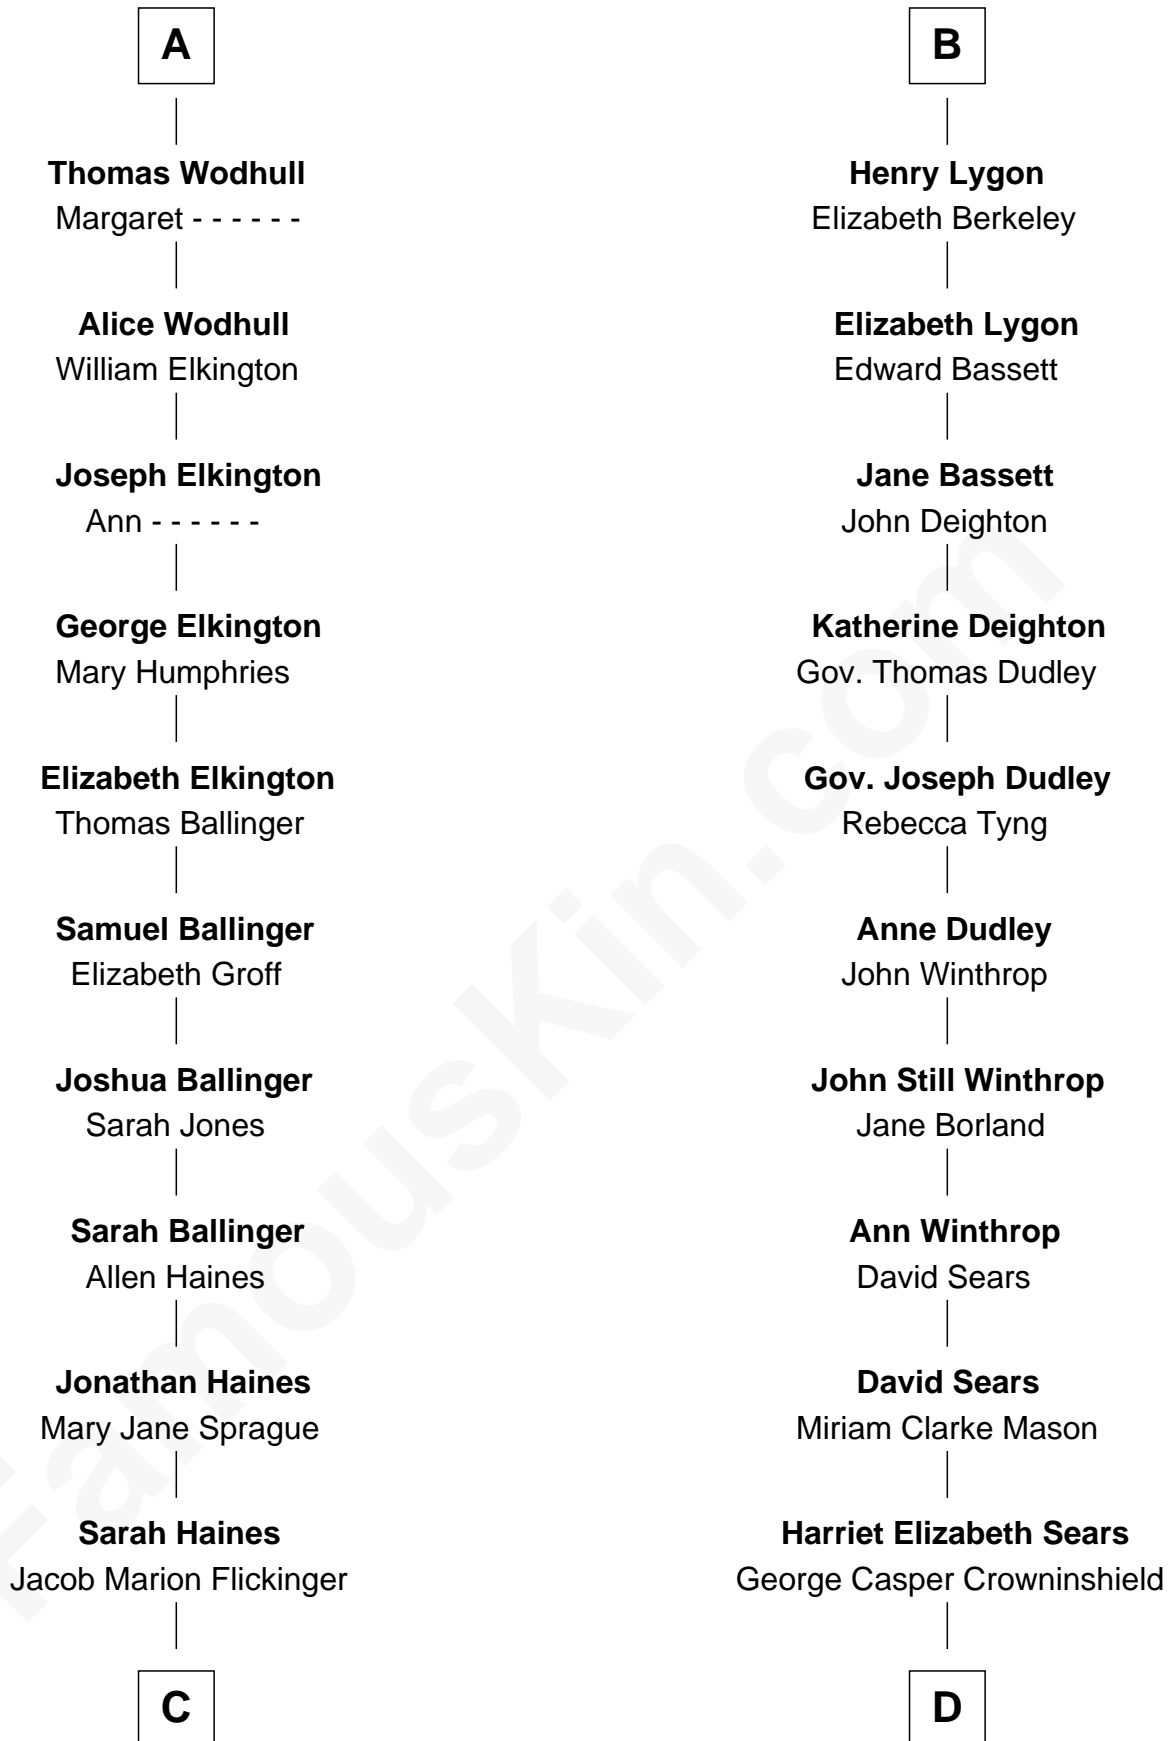 A
Thomas Wodhull
Margaret - - - - - -
Alice Wodhull
William Elkington
Joseph Elkington
Ann - - - - - -
George Elkington
Mary Humphries
Elizabeth Elkington
Thomas Ballinger
Samuel Ballinger
Elizabeth Groff
Joshua Ballinger
Sarah Jones
Sarah Ballinger
Allen Haines
Jonathan Haines
Mary Jane Sprague
Sarah Haines
Jacob Marion Flickinger
C
B
Henry Lygon
Elizabeth Berkeley
Elizabeth Lygon
Edward Bassett
Jane Bassett
John Deighton
Katherine Deighton
Gov. Thomas Dudley
Gov. Joseph Dudley
Rebecca Tyng
Anne Dudley
John Winthrop
John Still Winthrop
Jane Borland
Ann Winthrop
David Sears
David Sears
Miriam Clarke Mason
Harriet Elizabeth Sears
George Casper Crowninshield
D
FamousKin.com